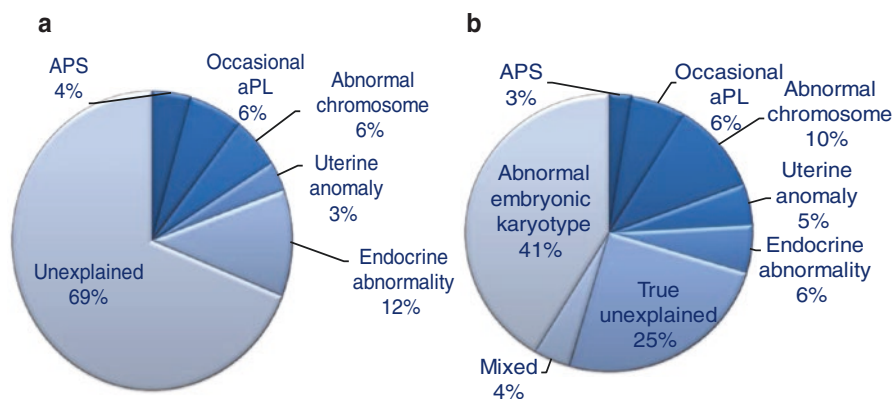 a
APS
4%
Occasional
aPL
6%
Abnormal
chromosome
6%
Uterine
anomaly
3%
Endocrine
abnormality
12%
Unexplained
69%
b
APS
3%
Occasional
aPL
6%
Abnormal
chromosome
10%
Uterine
anomaly
5%
Endocrine
abnormality
6%
True
unexplained
25%
Mixed
4%
Abnormal
embryonic
karyotype
41%